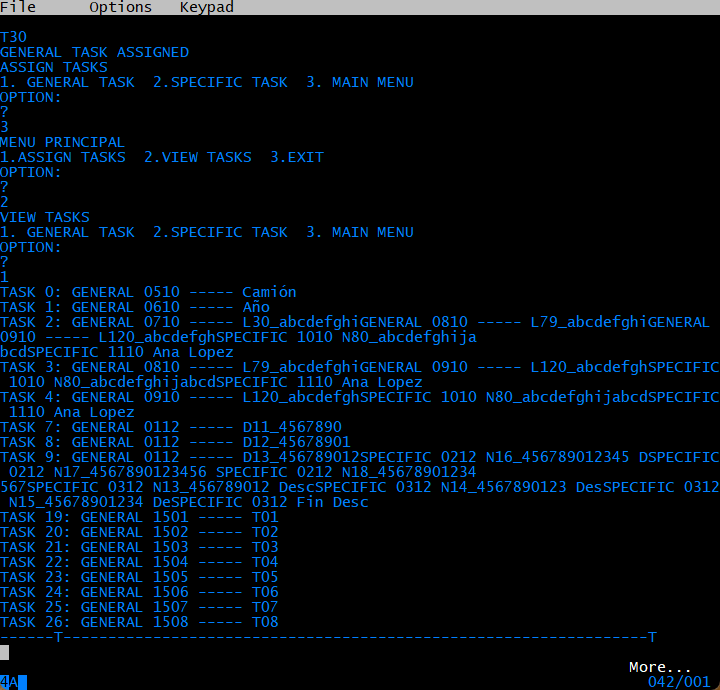 File Options Keypad
T30
GENERAL TASK ASSIGNED
ASSIGN TASKS
1. GENERAL TASK 2.SPECIFIC TASK 3. MAIN MENU
OPTION:
?
3
MENU PRINCIPAL
1.ASSIGN TASKS 2.VIEW TASKS 3.EXIT
OPTION:
?
2
VIEW TASKS
1. GENERAL TASK 2.SPECIFIC TASK 3. MAIN MENU
OPTION:
?
1
TASK 0: GENERAL 0510 ----- Camión
TASK 1: GENERAL 0610 ----- Año
TASK 2: GENERAL 0710 ----- L30_abcdefghiGENERAL 0810 ----- L79_abcdefghiGENERAL
0910 ----- L120_abcdefghSPECIFIC 1010 N80_abcdefghija
bcdSPECIFIC 1110 Ana Lopez
TASK 3: GENERAL 0810 ----- L79_abcdefghiGENERAL 0910 ----- L120_abcdefghSPECIFIC
1010 N80_abcdefghijabcdSPECIFIC 1110 Ana Lopez
TASK 4: GENERAL 0910 ----- L120_abcdefghSPECIFIC 1010 N80_abcdefghijabcdSPECIFIC
1110 Ana Lopez
TASK 7: GENERAL 0112 ----- D11_4567890
TASK 8: GENERAL 0112 ----- D12_45678901
TASK 9: GENERAL 0112 ----- D13_456789012SPECIFIC 0212 N16_456789012345 DSPECIFIC
0212 N17_4567890123456 SPECIFIC 0212 N18_45678901234
567SPECIFIC 0312 N13_456789012 DescSPECIFIC 0312 N14_4567890123 DesSPECIFIC 0312
N15_45678901234 DeSPECIFIC 0312 Fin Desc
TASK 19: GENERAL 1501 ----- T01
TASK 20: GENERAL 1502 ----- T02
TASK 21: GENERAL 1503 ----- T03
TASK 22: GENERAL 1504 ----- T04
TASK 23: GENERAL 1505 ----- T05
TASK 24: GENERAL 1506 ----- T06
TASK 25: GENERAL 1507 ----- T07
TASK 26: GENERAL 1508 ----- T08
------T-----------------------------------------------------------------T
More...
4A 042/001